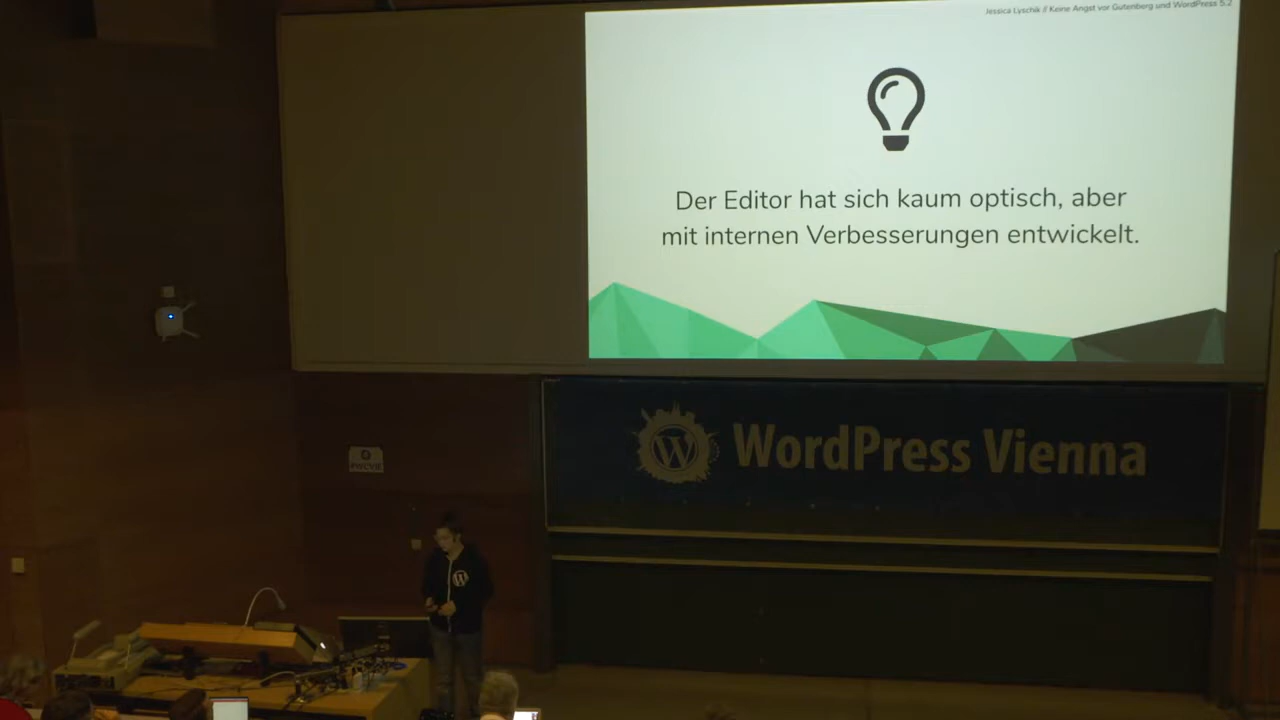 Jessica Lyschik // Keine Angst vor Gutenberg und WordPress 5.2
Der Editor hat sich kaum optisch, aber
mit internen Verbesserungen entwickelt.
WordPress Vienna
#WCVIE